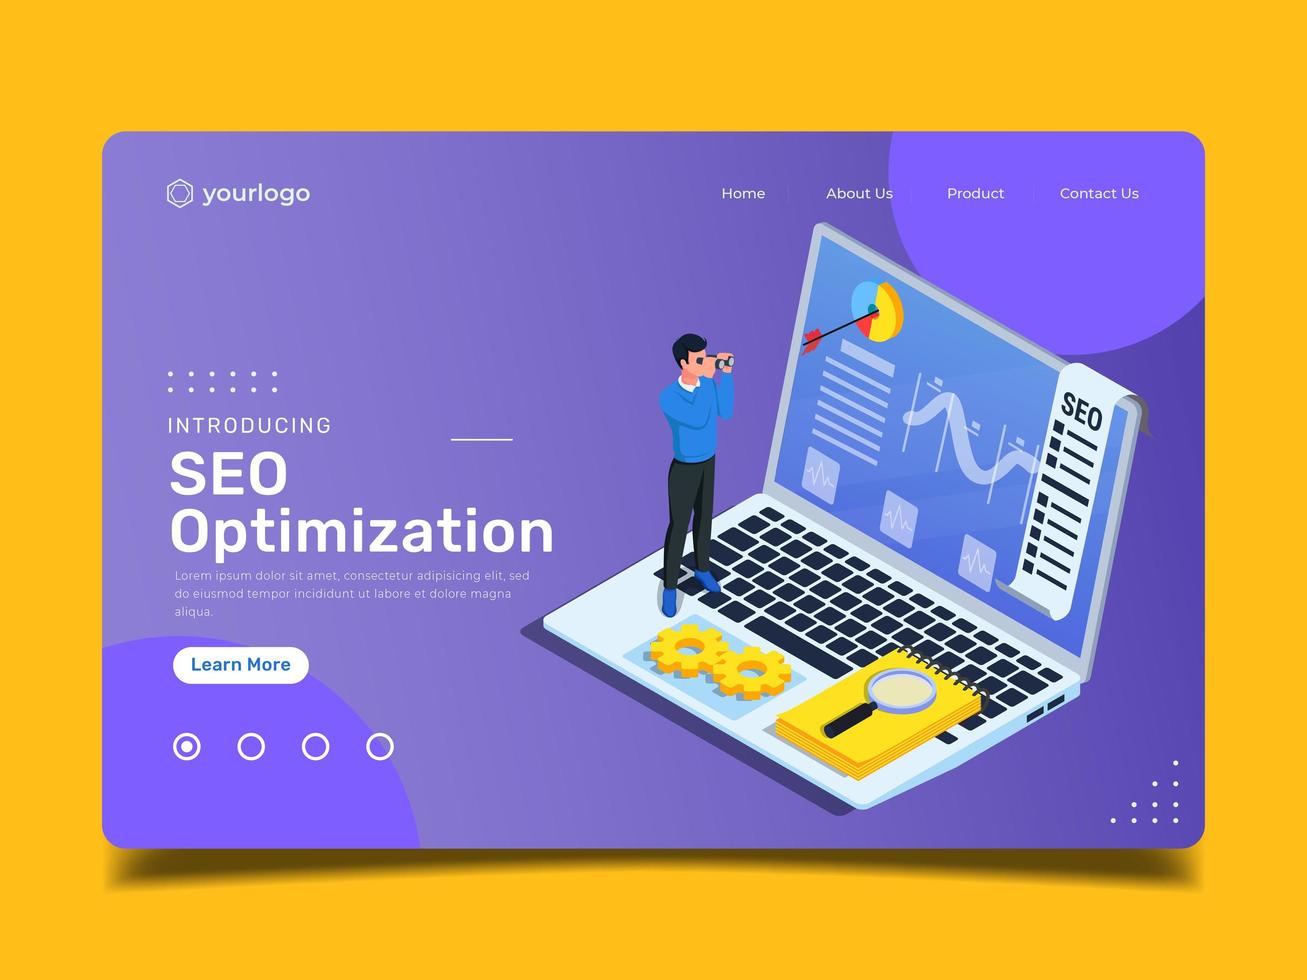 yourlogo
Home
About Us
Product
Contact Us
INTRODUCING
SEO
Optimization
Lorem ipsum dolor sit amet, consectetur adipisicing elit, sed
do eiusmod tempor incididunt ut labore et dolore magna
aliqua.
Learn More
SEO